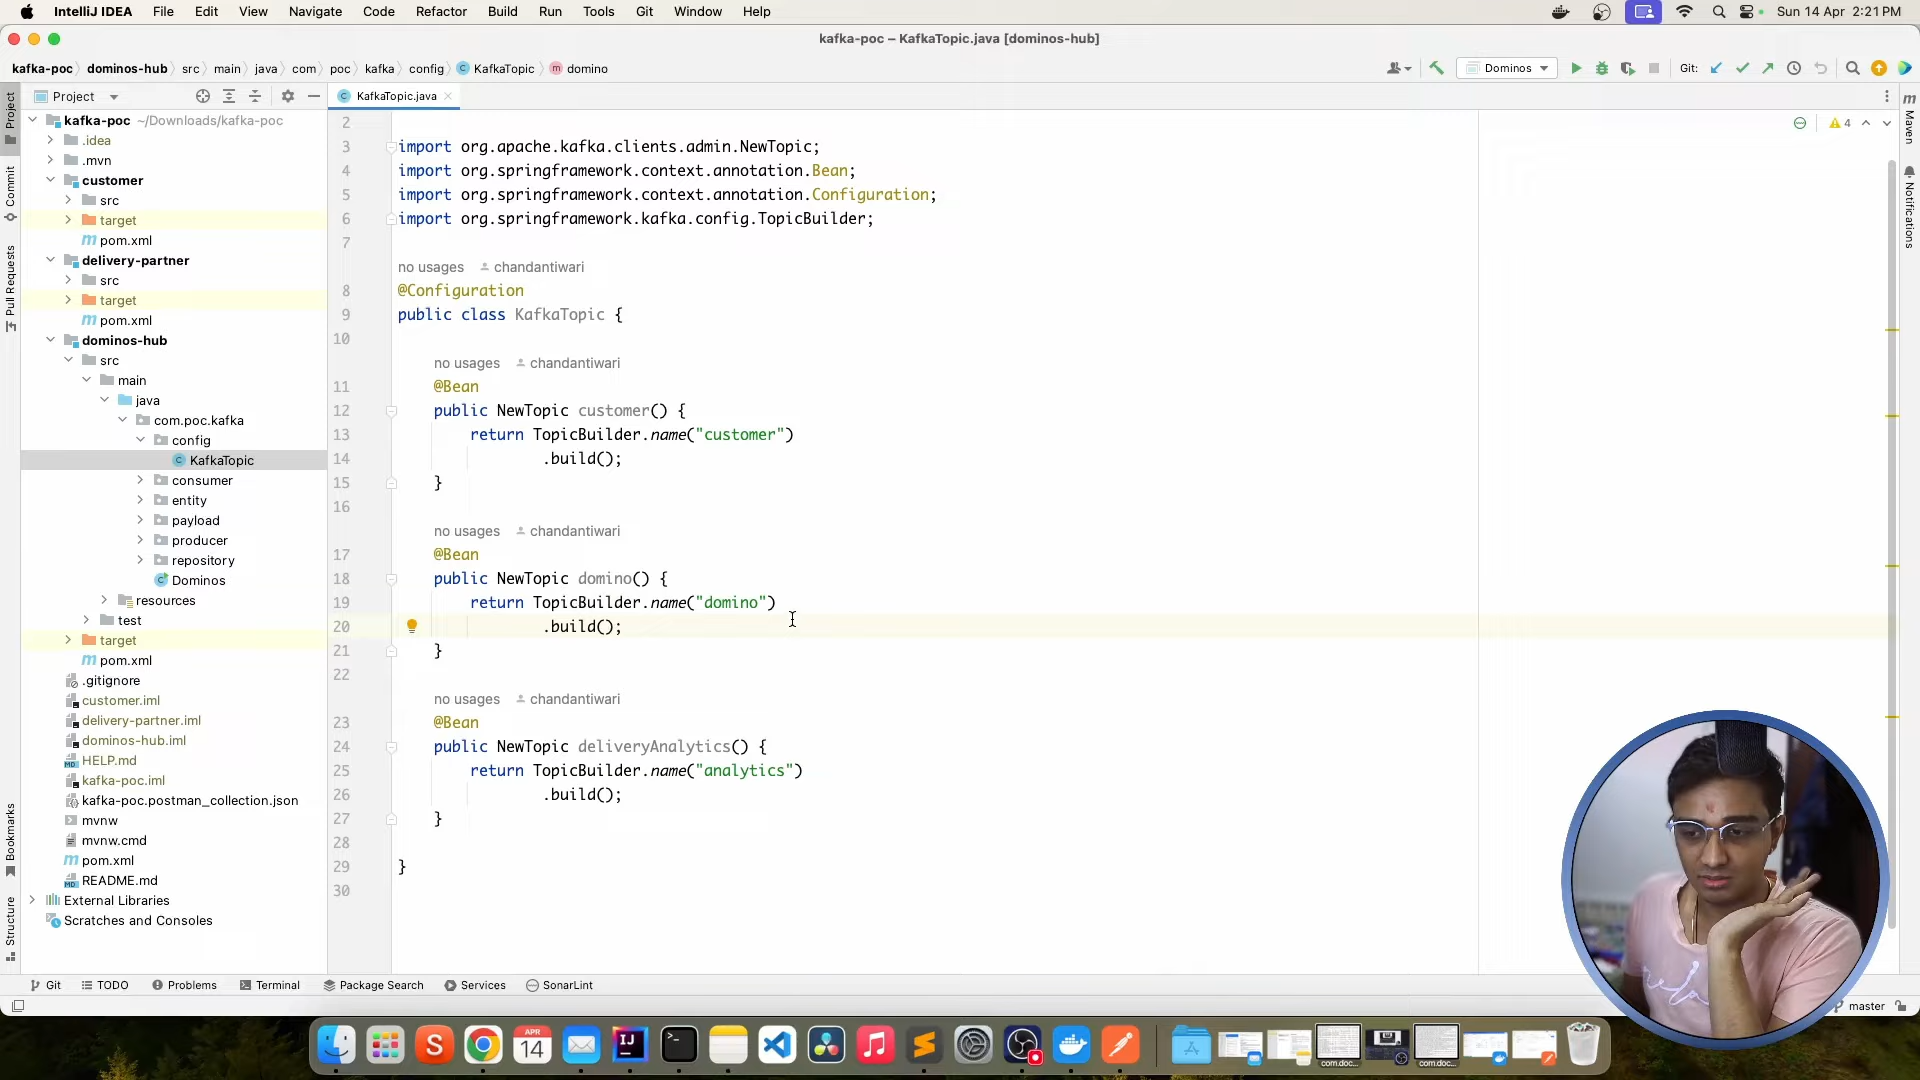 IntelliJ IDEA File Edit View Navigate Code Refactor Build Run Tools Git Window Help Sun 14 Apr 2:21 PM
kafka-poc – KafkaTopic.java [dominos-hub]
kafka-poc dominos-hub src main java com poc kafka config KafkaTopic domino Dominos Git:
Project KafkaTopic.java
Project
Commit
Pull Requests
Bookmarks
Structure
kafka-poc ~/Downloads/kafka-poc
.idea
.mvn
customer
src
target
pom.xml
delivery-partner
src
target
pom.xml
dominos-hub
src
main
java
com.poc.kafka
config
KafkaTopic
consumer
entity
payload
producer
repository
Dominos
resources
test
target
pom.xml
.gitignore
customer.iml
delivery-partner.iml
dominos-hub.iml
HELP.md
kafka-poc.iml
kafka-poc.postman_collection.json
mvnw
mvnw.cmd
pom.xml
README.md
External Libraries
Scratches and Consoles
2
3 import org.apache.kafka.clients.admin.NewTopic;
4 import org.springframework.context.annotation.Bean;
5 import org.springframework.context.annotation.Configuration;
6 import org.springframework.kafka.config.TopicBuilder;
7
no usages chandantiwari
8 @Configuration
9 public class KafkaTopic {
10
no usages chandantiwari
11 @Bean
12 public NewTopic customer() {
13 return TopicBuilder.name("customer")
14 .build();
15 }
16
no usages chandantiwari
17 @Bean
18 public NewTopic domino() {
19 return TopicBuilder.name("domino")
20 .build();
21 }
22
no usages chandantiwari
23 @Bean
24 public NewTopic deliveryAnalytics() {
25 return TopicBuilder.name("analytics")
26 .build();
27 }
28
29 }
30
4
m Maven
Notifications
Git TODO Problems Terminal Package Search Services SonarLint
master
APR
14
IJ
com.doc...
com.doc...